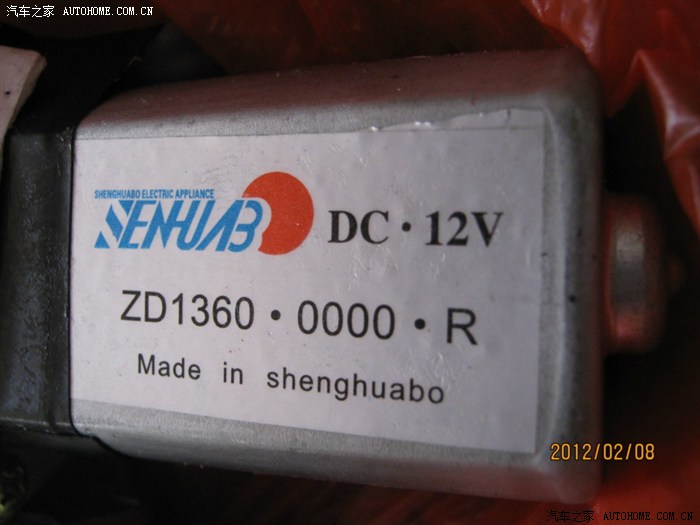 汽车之家 AUTOHOME.COM.CN
SHENGHUABO ELECTRIC APPLIANCE
SENHUAB
DC · 12V
ZD1360 · 0000 · R
Made in shenghuabo
2012/02/08
汽车之家 AUTOHOME.COM.CN